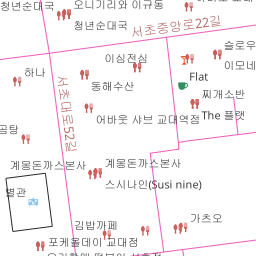 청년순대국
오니기리와 이규동
청년순대국
서초중앙로22길
이심전심
슬로우
이모네
하나
Flat
동해수산
찌개소반
서초대로52길
어바웃 샤브 교대역점
The 플랫
곰탕
계몽돈까스본사
계몽돈까스본사
스시나인(Susi nine)
별관
가츠오
김밥까페
포케올데이 교대점